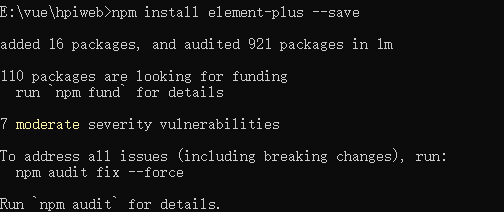 E:\vue\hpiweb>npm install element-plus --save
added 16 packages, and audited 921 packages in 1m
110 packages are looking for funding
run `npm fund` for details
7 moderate severity vulnerabilities
To address all issues (including breaking changes), run:
npm audit fix --force
Run `npm audit` for details.